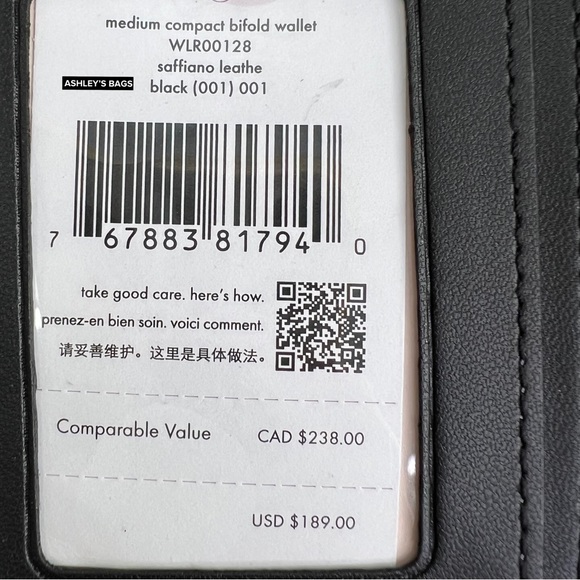 medium compact bifold wallet
WLR00128
saffiano leathe
ASHLEY'S BAGS
black (001) 001
7 67883 81794 0
take good care. here's how.
prenez-en bien soin. voici comment.
请妥善维护。这里是具体做法。
Comparable Value CAD $238.00
USD $189.00